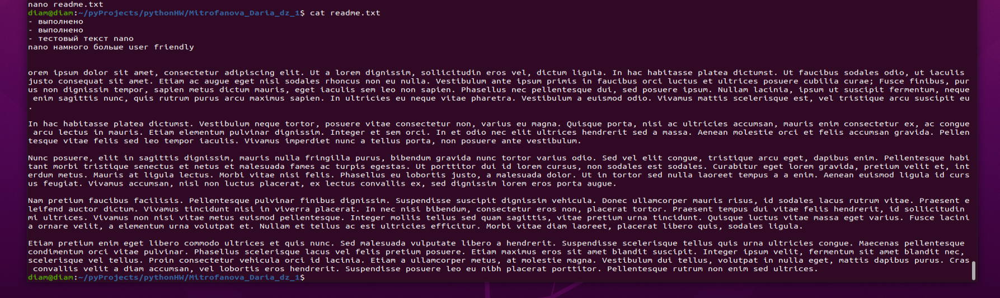 nano readme.txt
diam@diam:~/pyProjects/pythonHW/Mitrofanova_Daria_dz_1$ cat readme.txt
- выполнено
- выполнено
- тестовый текст nano
nano намного больше user friendly
orem ipsum dolor sit amet, consectetur adipiscing elit. Ut a lorem dignissim, sollicitudin eros vel, dictum ligula. In hac habitasse platea dictumst. Ut faucibus sodales odio, ut iaculis
justo consequat sit amet. Etiam ac augue eget nisl sodales rhoncus non eu nulla. Vestibulum ante ipsum primis in faucibus orci luctus et ultrices posuere cubilia curae; Fusce finibus, pur
us non dignissim tempor, sapien metus dictum mauris, eget iaculis sem leo non sapien. Phasellus nec pellentesque dui, sed posuere ipsum. Nullam lacinia, ipsum ut suscipit fermentum, neque
enim sagittis nunc, quis rutrum purus arcu maximus sapien. In ultricies eu neque vitae pharetra. Vestibulum a euismod odio. Vivamus mattis scelerisque est, vel tristique arcu suscipit eu
.
In hac habitasse platea dictumst. Vestibulum neque tortor, posuere vitae consectetur non, varius eu magna. Quisque porta, nisi ac ultricies accumsan, mauris enim consectetur ex, ac congue
arcu lectus in mauris. Etiam elementum pulvinar dignissim. Integer et sem orci. In et odio nec elit ultrices hendrerit sed a massa. Aenean molestie orci et felis accumsan gravida. Pellen
tesque vitae felis sed leo tempor iaculis. Vivamus imperdiet nunc a tellus porta, non posuere ante vestibulum.
Nunc posuere, elit in sagittis dignissim, mauris nulla fringilla purus, bibendum gravida nunc tortor varius odio. Sed vel elit congue, tristique arcu eget, dapibus enim. Pellentesque habi
tant morbi tristique senectus et netus et malesuada fames ac turpis egestas. Ut porttitor dui id lorem cursus, non sodales est sodales. Curabitur eget lorem gravida, pretium velit et, int
erdum metus. Mauris at ligula lectus. Morbi vitae nisi felis. Phasellus eu lobortis justo, a malesuada dolor. Ut in tortor sed nulla laoreet tempus a a enim. Aenean euismod ligula id curs
us feugiat. Vivamus accumsan, nisl non luctus placerat, ex lectus convallis ex, sed dignissim lorem eros porta augue.
Nam pretium faucibus facilisis. Pellentesque pulvinar finibus dignissim. Suspendisse suscipit dignissim vehicula. Donec ullamcorper mauris risus, id sodales lacus rutrum vitae. Praesent e
leifend auctor dictum. Vivamus tincidunt nisi in viverra placerat. In nec nisi bibendum, consectetur eros non, placerat tortor. Praesent tempus dui vitae felis hendrerit, id sollicitudin
mi ultrices. Vivamus non nisi vitae metus euismod pellentesque. Integer mollis tellus sed quam sagittis, vitae pretium urna tincidunt. Quisque luctus vitae massa eget varius. Fusce lacini
a ornare velit, a elementum urna volutpat et. Nullam et tellus ac est ultricies efficitur. Morbi vitae diam laoreet, placerat libero quis, sodales ligula.
Etiam pretium enim eget libero commodo ultrices et quis nunc. Sed malesuada vulputate libero a hendrerit. Suspendisse scelerisque tellus quis urna ultricies congue. Maecenas pellentesque
condimentum orci vitae pulvinar. Phasellus scelerisque lacus vel felis pretium posuere. Etiam maximus eros sit amet blandit suscipit. Integer ipsum velit, fermentum sit amet blandit nec,
scelerisque vel tellus. Proin consectetur vehicula orci id lacinia. Etiam a ullamcorper metus, at molestie magna. Vestibulum dui tellus, volutpat in nulla eget, mattis dapibus purus. Cras
convallis velit a diam accumsan, vel lobortis eros hendrerit. Suspendisse posuere leo eu nibh placerat porttitor. Pellentesque rutrum non enim sed ultrices.
diam@diam:~/pyProjects/pythonHW/Mitrofanova_Daria_dz_1$